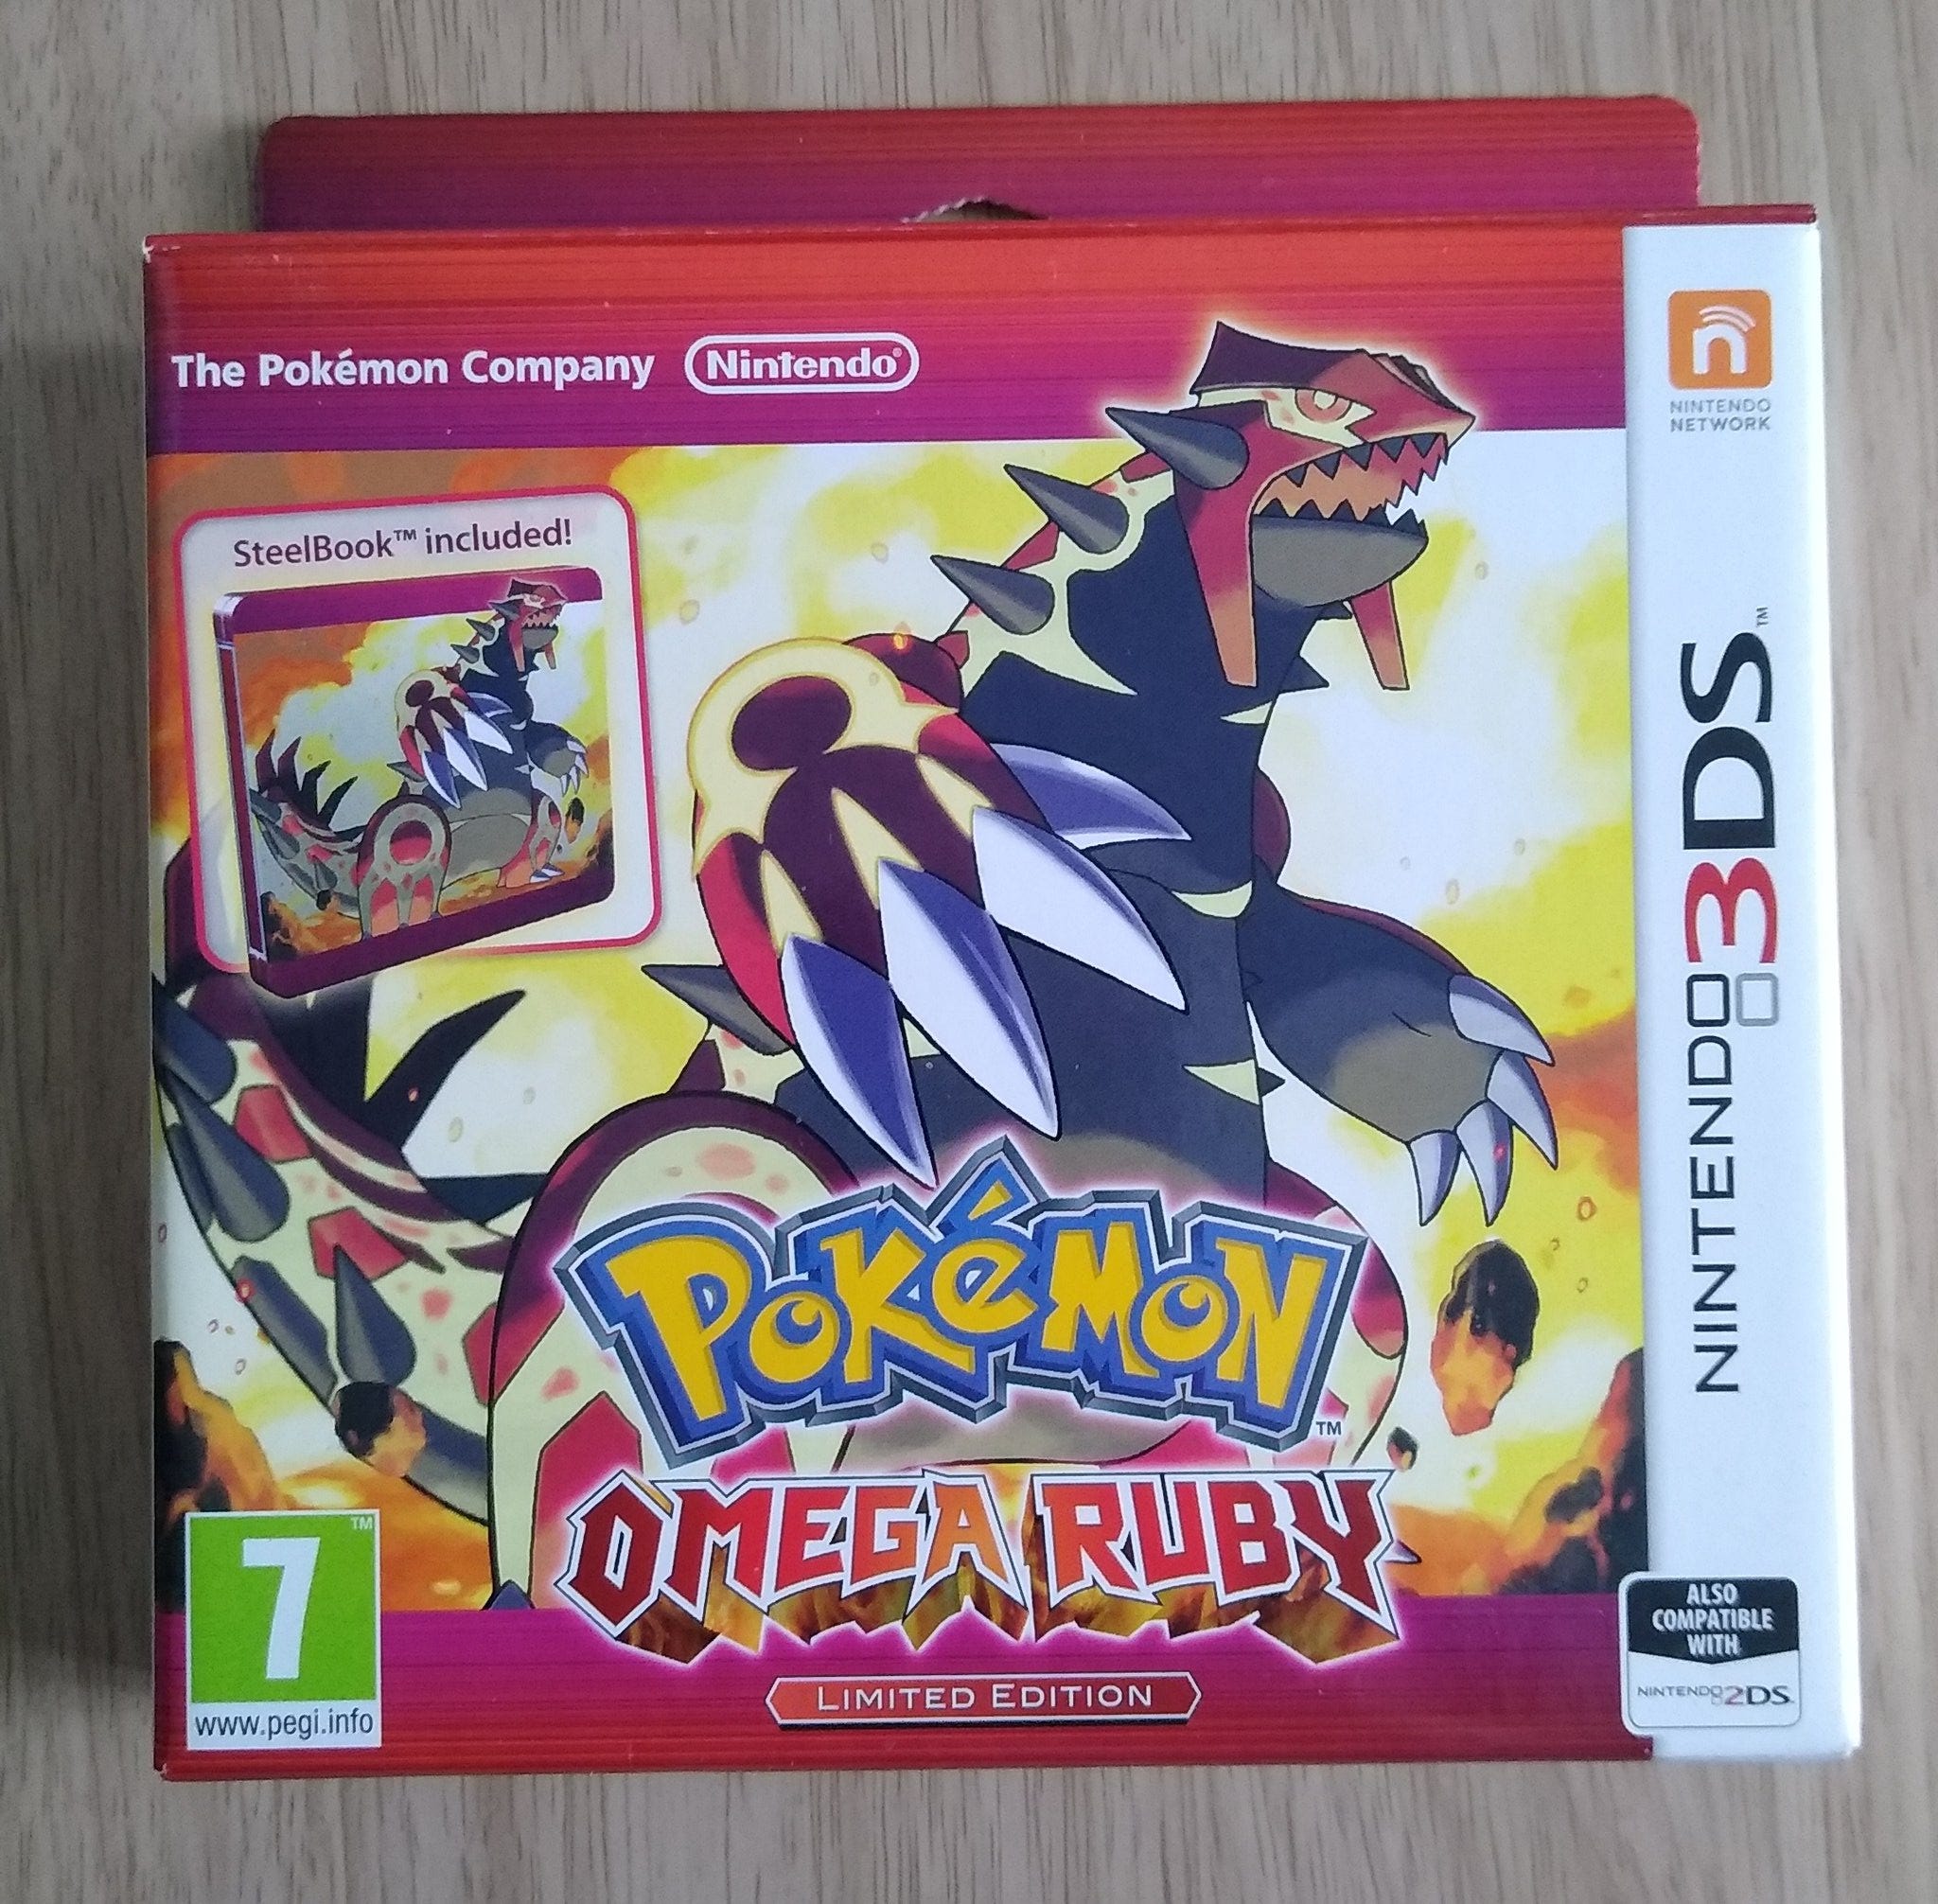 The Pokémon Company Nintendo®
SteelBook™ included!
n
NINTENDO
NETWORK
NINTENDO 3DS™
POKéMON™
OMEGA RUBY
LIMITED EDITION
7™
www.pegi.info
ALSO
COMPATIBLE
WITH
NINTENDO 2DS